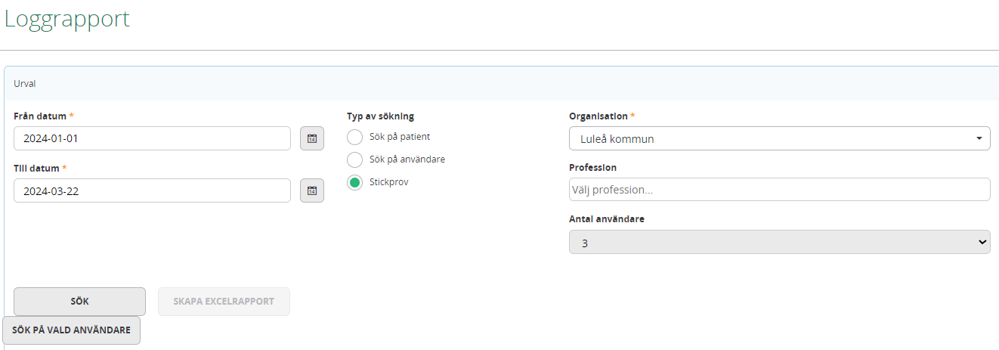 Loggrapport
Urval
Från datum *
2024-01-01
Till datum *
2024-03-22
Typ av sökning
Sök på patient
Sök på användare
Stickprov
Organisation *
Luleå kommun
Profession
Välj profession...
Antal användare
3
SÖK
SKAPA EXCELRAPPORT
SÖK PÅ VALD ANVÄNDARE